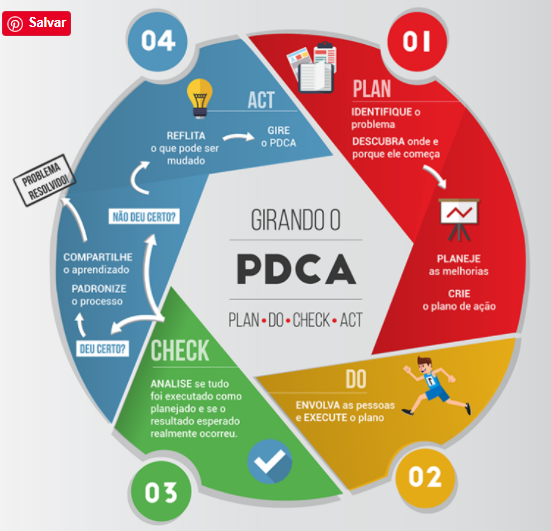 Salvar
04
01
PLAN
IDENTIFIQUE o
problema
DESCUBRA onde e
porque ele começa
PLANEJE
as melhorias
CRIE
o plano de ação
DO
ENVOLVA as pessoas
e EXECUTE o plano
02
CHECK
ANALISE se tudo
foi executado como
planejado e se o
resultado esperado
realmente ocorreu.
03
DEU CERTO?
PADRONIZE
o processo
COMPARTILHE
o aprendizado
PROBLEMA
RESOLVIDO!
NÃO DEU CERTO?
ACT
REFLITA
o que pode ser
mudado
GIRE
o PDCA
GIRANDO O
PDCA
PLAN•DO•CHECK•ACT